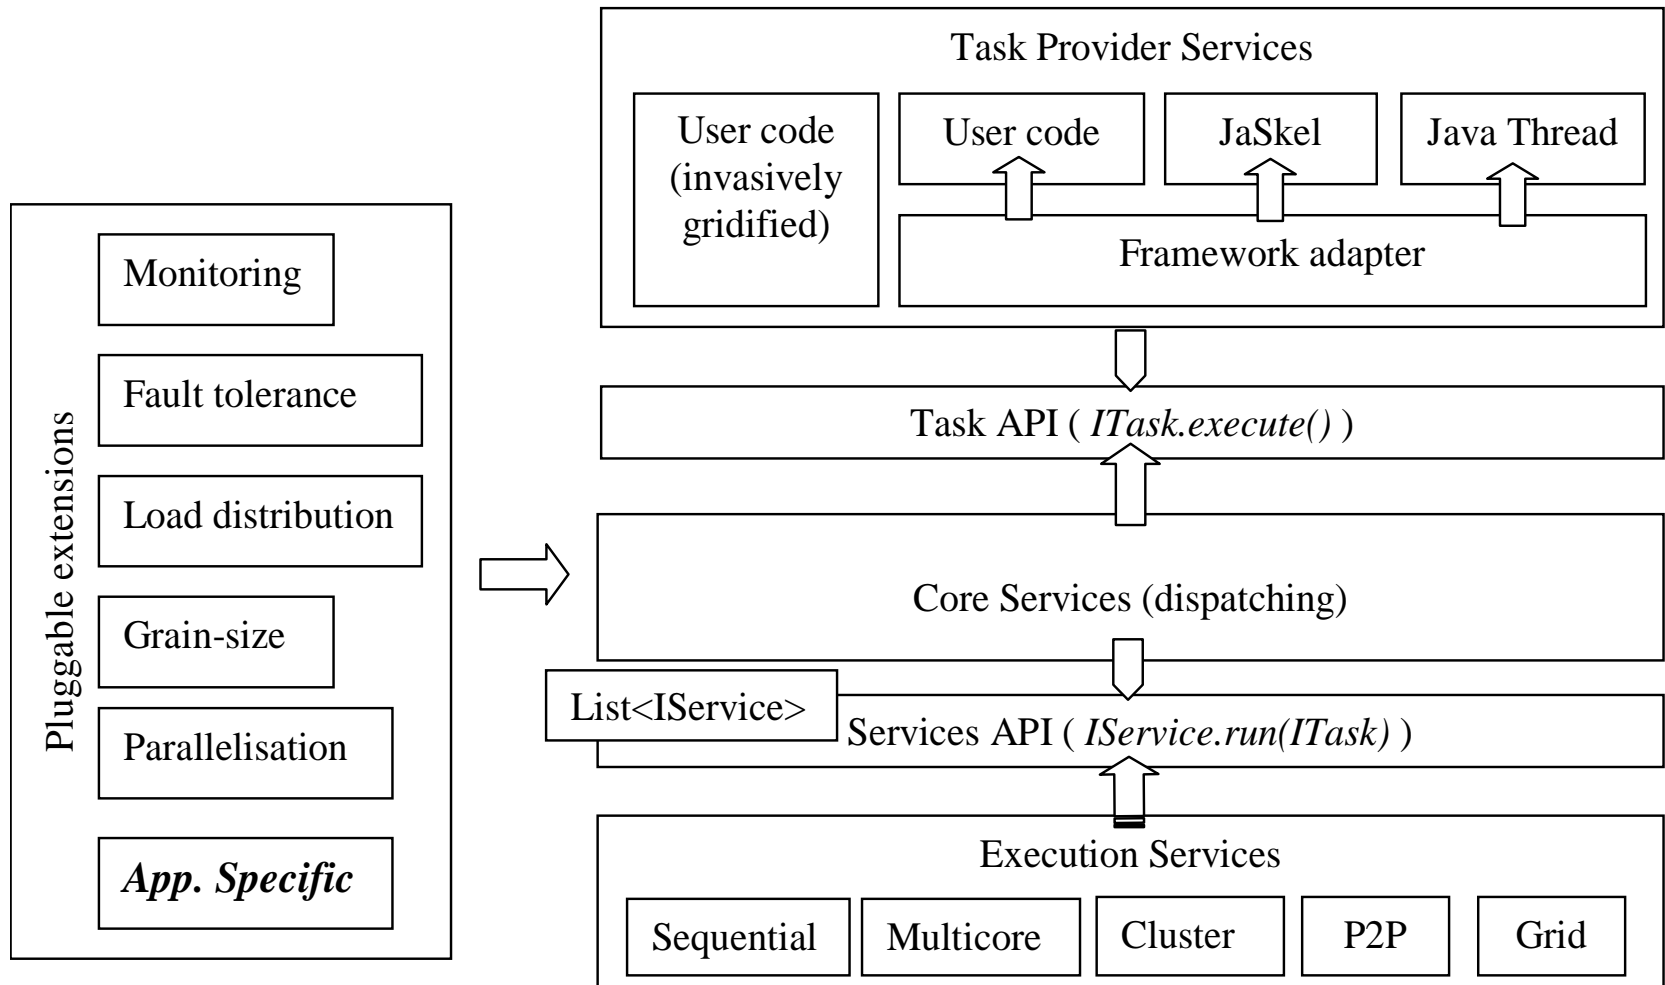 Task Provider Services
User code
(invasively
gridified)
User code
JaSkel
Java Thread
Framework adapter
Pluggable extensions
Monitoring
Fault tolerance
Load distribution
Grain-size
Parallelisation
App. Specific
Task API ( ITask.execute() )
Core Services (dispatching)
List<IService>
Services API ( IService.run(ITask) )
Execution Services
Sequential
Multicore
Cluster
P2P
Grid